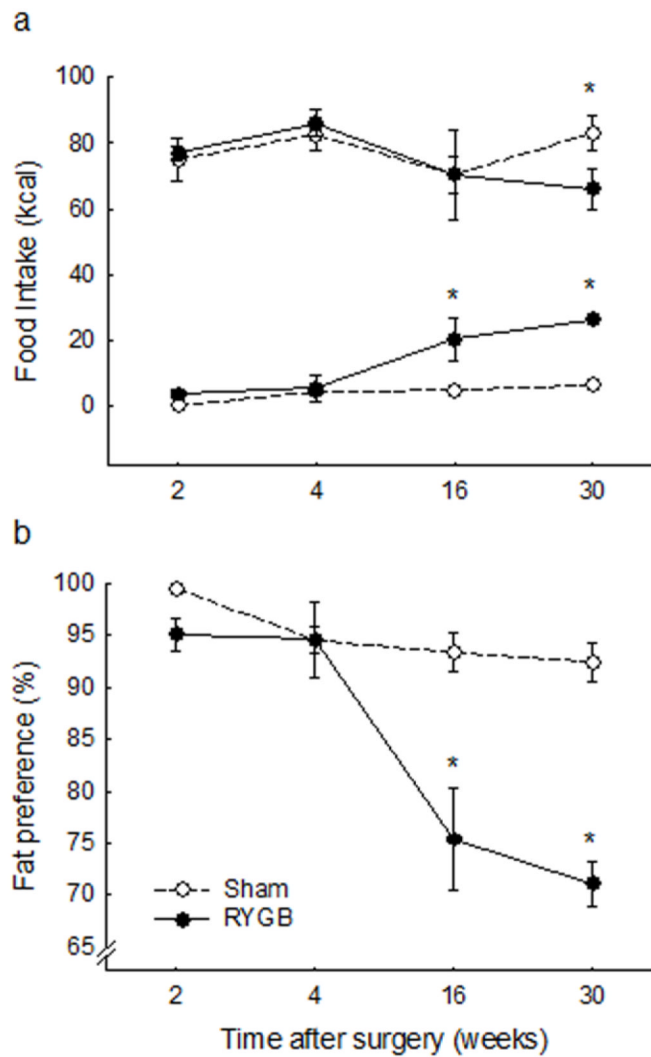 a
100
80
60
40
20
0
Food Intake (kcal)
*
*
*
2 4 16 30
b
100
95
90
85
80
75
70
65
Fat preference (%)
*
*
Sham
RYGB
2 4 16 30
Time after surgery (weeks)